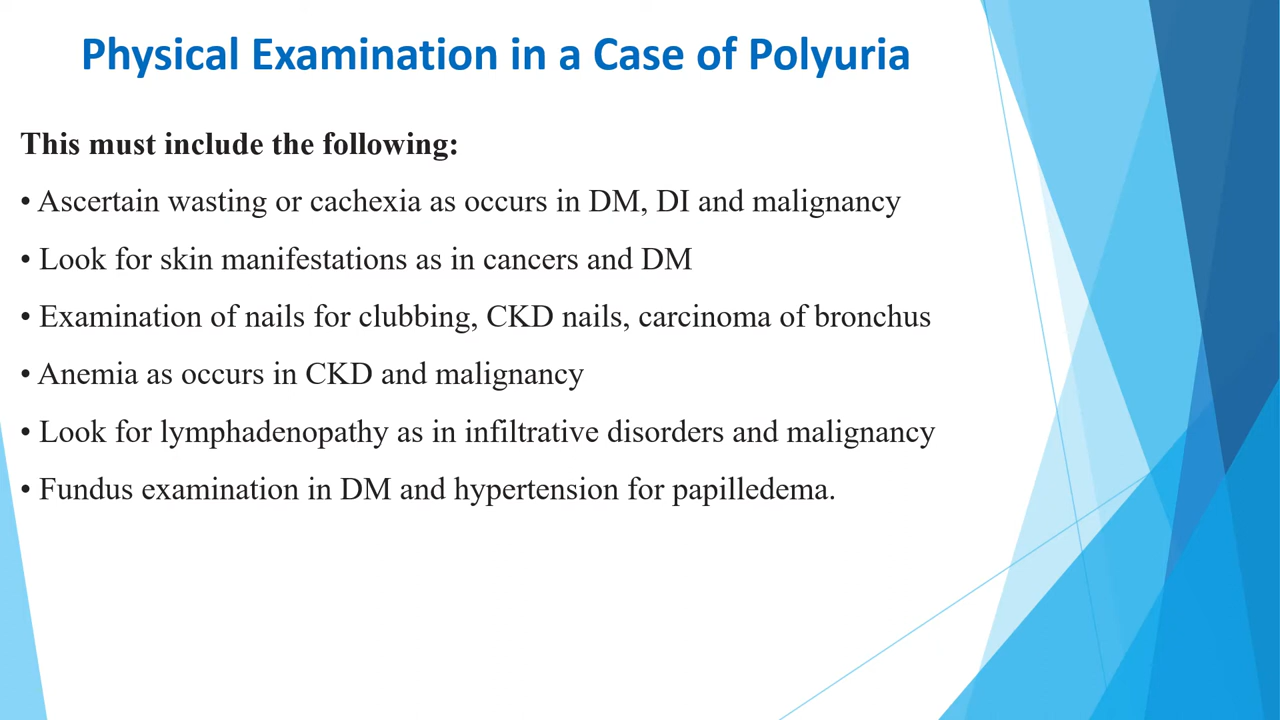 Physical Examination in a Case of Polyuria
This must include the following:
• Ascertain wasting or cachexia as occurs in DM, DI and malignancy
• Look for skin manifestations as in cancers and DM
• Examination of nails for clubbing, CKD nails, carcinoma of bronchus
• Anemia as occurs in CKD and malignancy
• Look for lymphadenopathy as in infiltrative disorders and malignancy
• Fundus examination in DM and hypertension for papilledema.